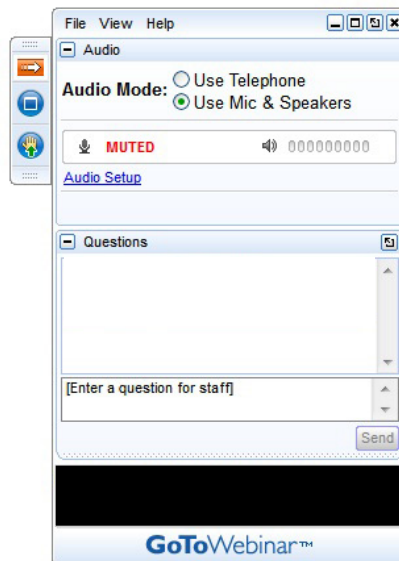 File View Help
Audio
Audio Mode: Use Telephone
Use Mic & Speakers
MUTED 000000000
Audio Setup
Questions
[Enter a question for staff]
Send
GoToWebinar™